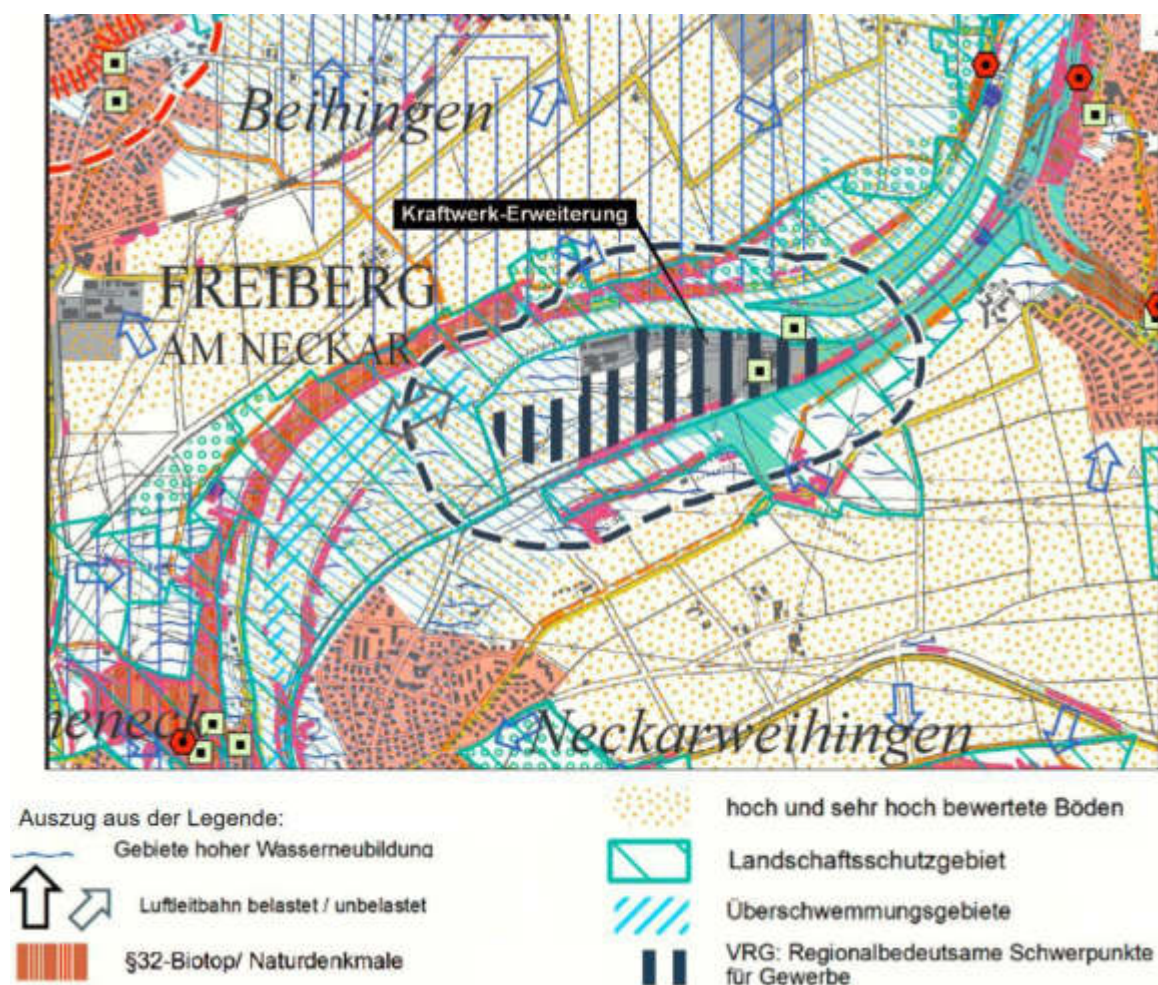 Beihingen
Kraftwerk-Erweiterung
FREIBERG
AM NECKAR
Neckarweihingen
Auszug aus der Legende:
Gebiete hoher Wasserneubildung
Luftleitbahn belastet / unbelastet
§32-Biotop/ Naturdenkmale
hoch und sehr hoch bewertete Böden
Landschaftsschutzgebiet
Überschwemmungsgebiete
VRG: Regionalbedeutsame Schwerpunkte
für Gewerbe